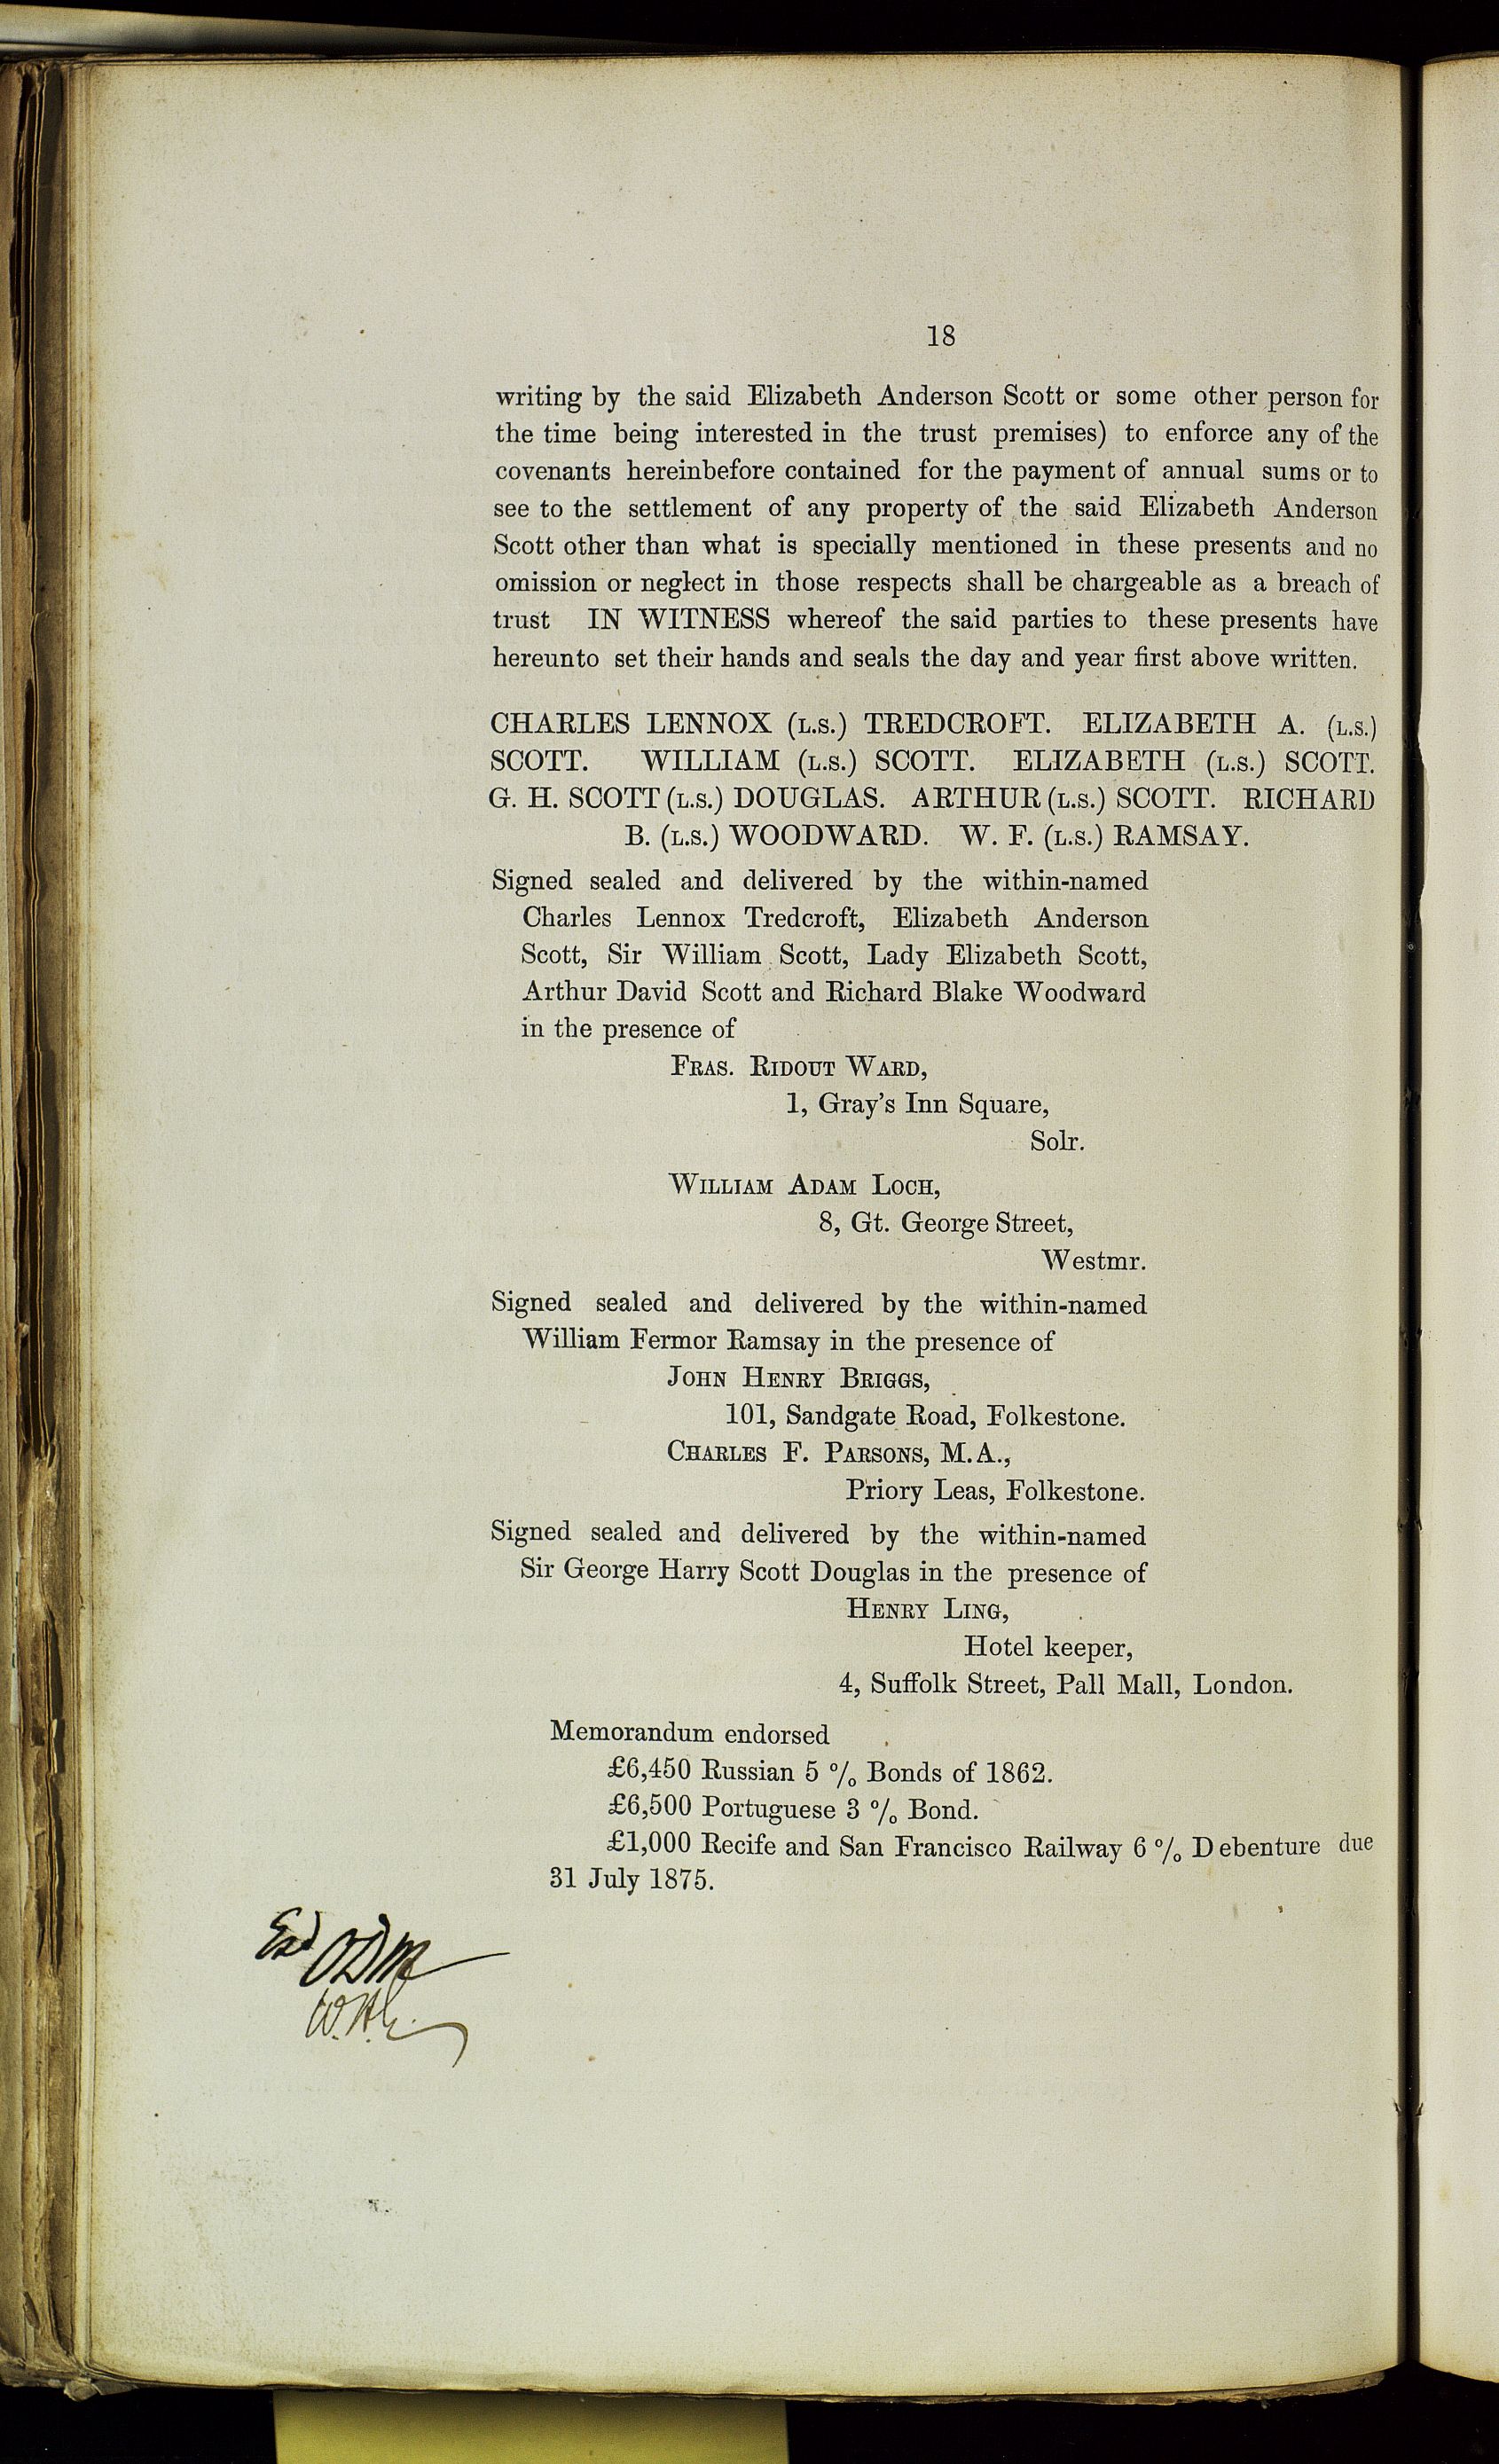 18
writing by the said Elizabeth Anderson Scott or some other person for
the time being interested in the trust premises) to enforce any of the
covenants hereinbefore contained for the payment of annual sums or to
see to the settlement of any property of the said Elizabeth Anderson
Scott other than what is specially mentioned in these presents and no
omission or neglect in those respects shall be chargeable as a breach of
trust IN WITNESS whereof the said parties to these presents have
hereunto set their hands and seals the day and year first above written.
CHARLES LENNOX (L.S.) TREDCROFT. ELIZABETH A. (L.S.)
SCOTT. WILLIAM (L.S.) SCOTT. ELIZABETH (L.S.) SCOTT.
G. H. SCOTT (L.S.) DOUGLAS. ARTHUR (L.S.) SCOTT. RICHARD
B. (L.S.) WOODWARD. W. F. (L.S.) RAMSAY.
Signed sealed and delivered by the within-named
Charles Lennox Tredcroft, Elizabeth Anderson
Scott, Sir William Scott, Lady Elizabeth Scott,
Arthur David Scott and Richard Blake Woodward
in the presence of
FRAS. RIDOUT WARD,
1, Gray's Inn Square,
Solr.
WILLIAM ADAM LOCH,
8, Gt. George Street,
Westmr.
Signed sealed and delivered by the within-named
William Fermor Ramsay in the presence of
JOHN HENRY BRIGGS,
101, Sandgate Road, Folkestone.
CHARLES F. PARSONS, M.A.,
Priory Leas, Folkestone.
Signed sealed and delivered by the within-named
Sir George Harry Scott Douglas in the presence of
HENRY LING,
Hotel keeper,
4, Suffolk Street, Pall Mall, London.
Memorandum endorsed
£6,450 Russian 5 % Bonds of 1862.
£6,500 Portuguese 3 % Bond.
£1,000 Recife and San Francisco Railway 6 % Debenture due
31 July 1875.